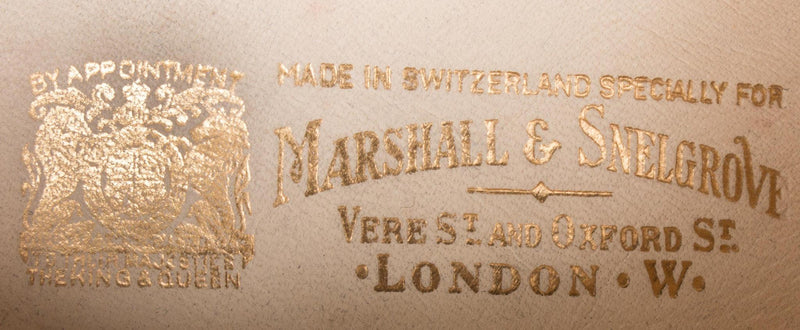 BY APPOINTMENT
THE KING & QUEEN
MADE IN SWITZERLAND SPECIALLY FOR
MARSHALL & SNELGROVE
VERE ST. AND OXFORD ST.
• LONDON • W •